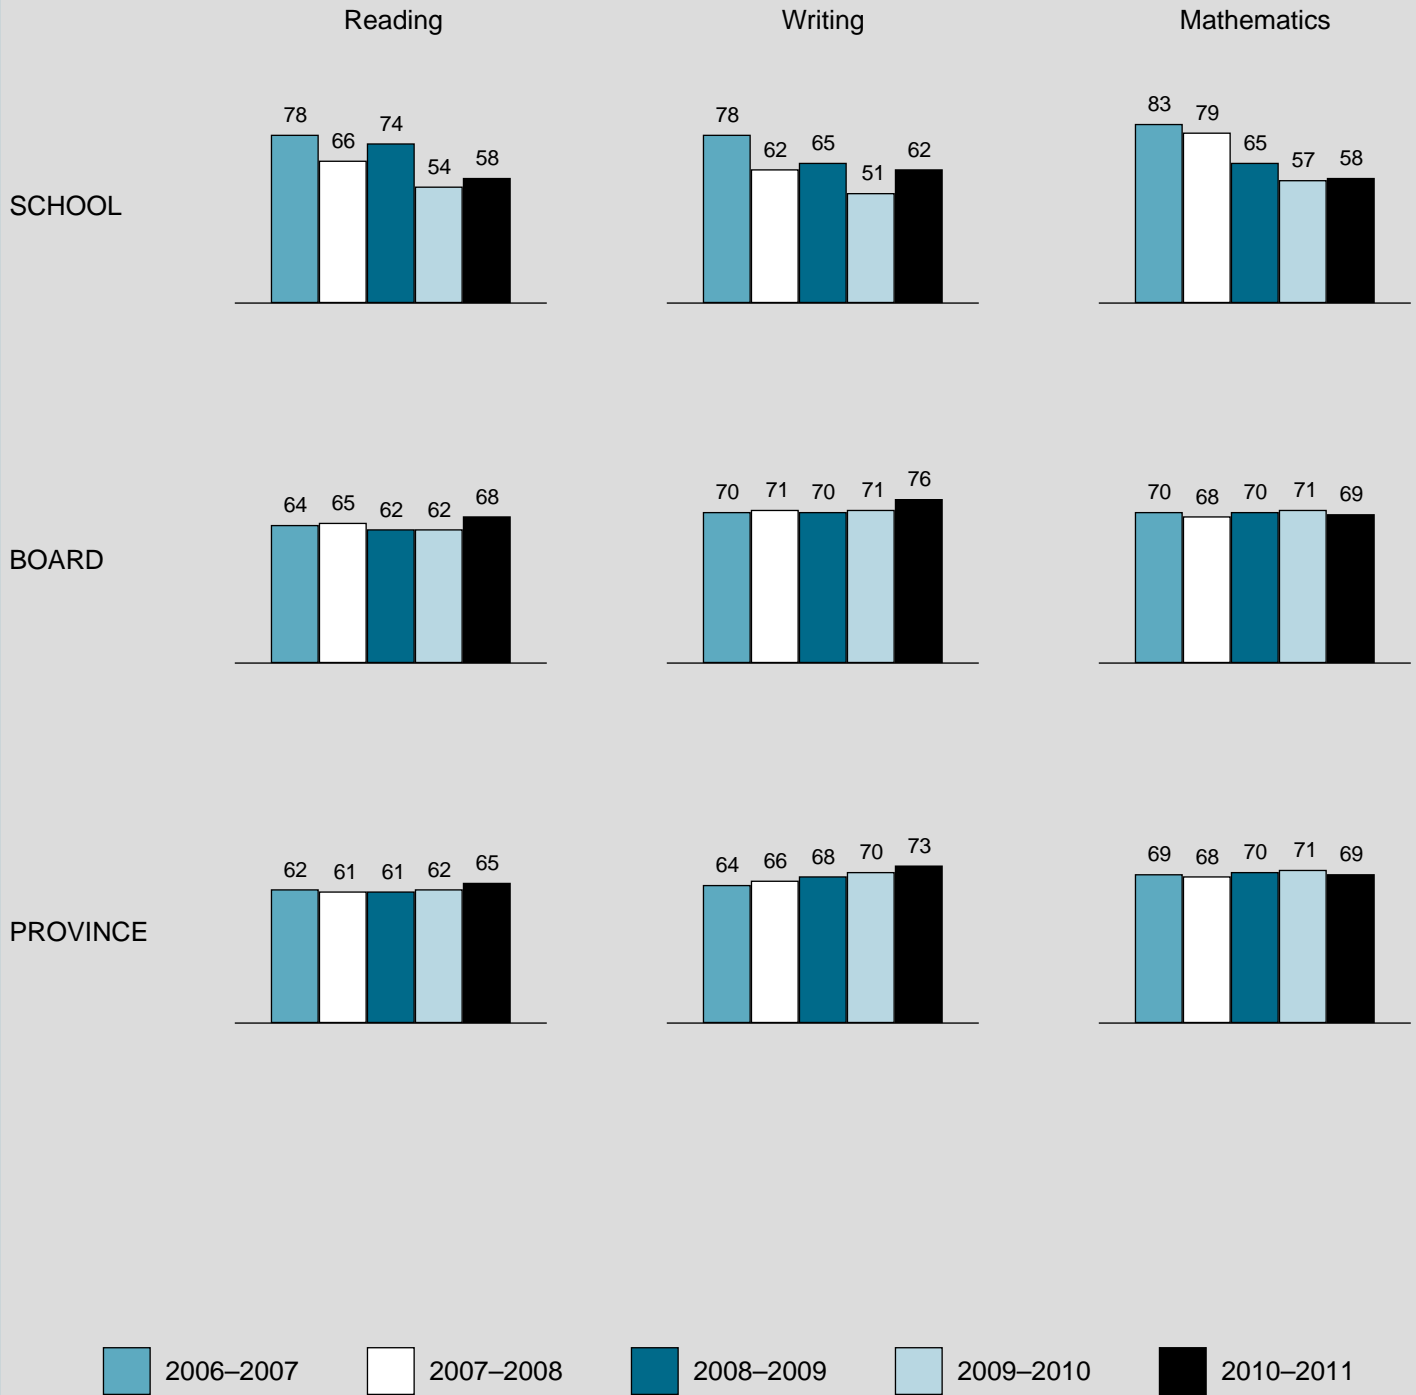 Reading Writing Mathematics
SCHOOL
78 66 74 54 58
78 62 65 51 62
83 79 65 57 58
BOARD
64 65 62 62 68
70 71 70 71 76
70 68 70 71 69
PROVINCE
62 61 61 62 65
64 66 68 70 73
69 68 70 71 69
2006–2007 2007–2008 2008–2009 2009–2010 2010–2011